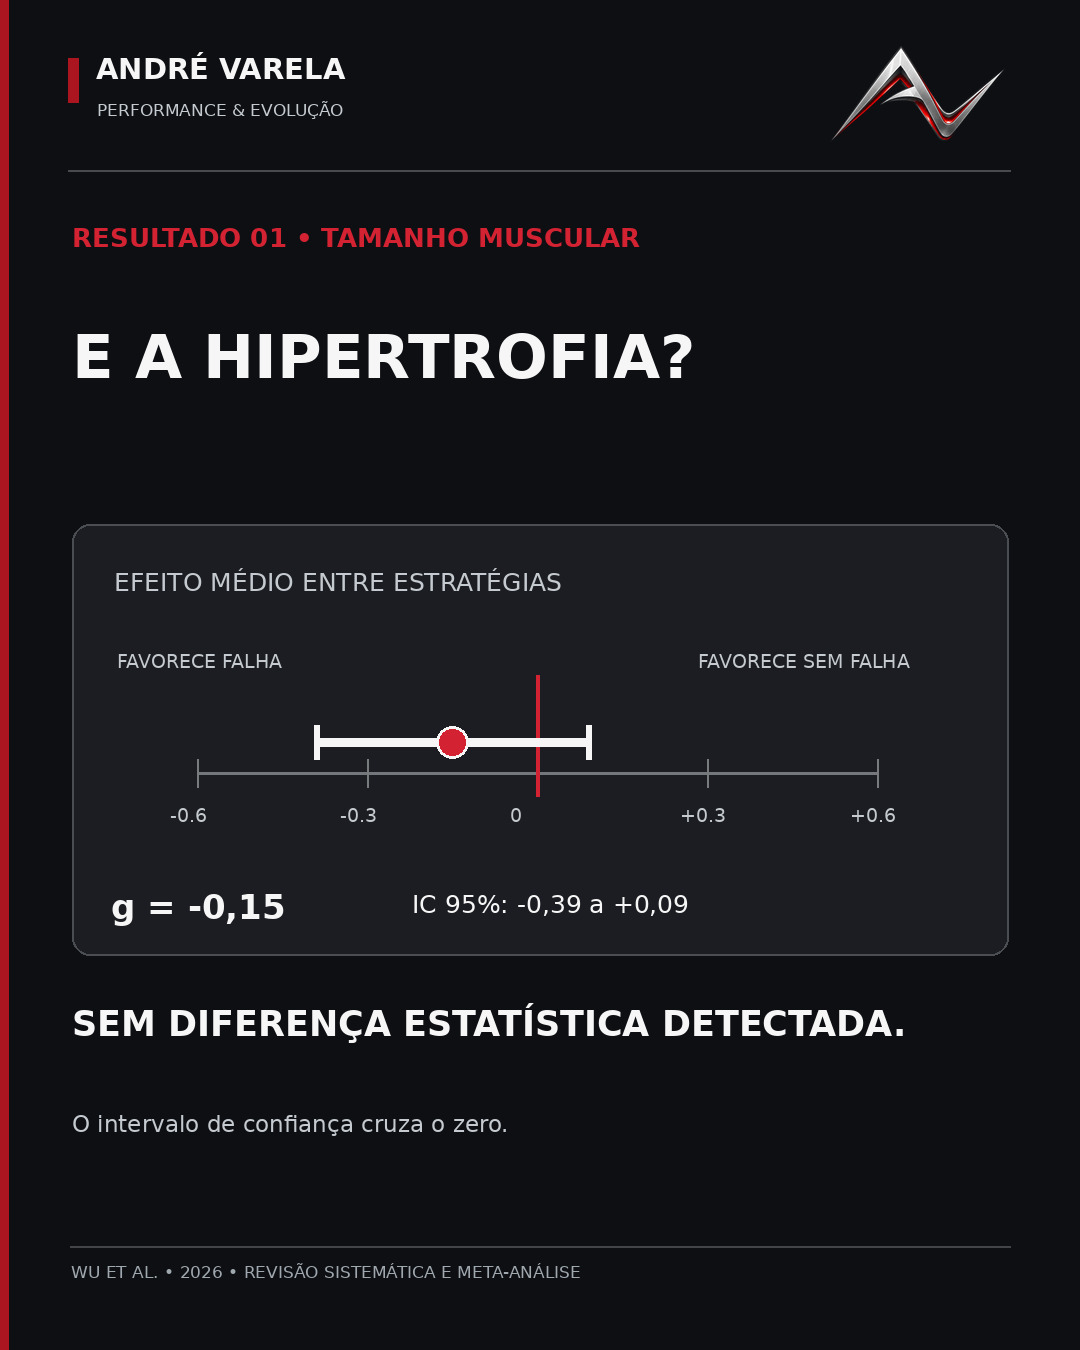 ANDRÉ VARELA
PERFORMANCE & EVOLUÇÃO
RESULTADO 01 • TAMANHO MUSCULAR
E A HIPERTROFIA?
EFEITO MÉDIO ENTRE ESTRATÉGIAS
FAVORECE FALHA
FAVORECE SEM FALHA
-0.6
-0.3
0
+0.3
+0.6
g = -0,15
IC 95%: -0,39 a +0,09
SEM DIFERENÇA ESTATÍSTICA DETECTADA.
O intervalo de confiança cruza o zero.
WU ET AL. • 2026 • REVISÃO SISTEMÁTICA E META-ANÁLISE